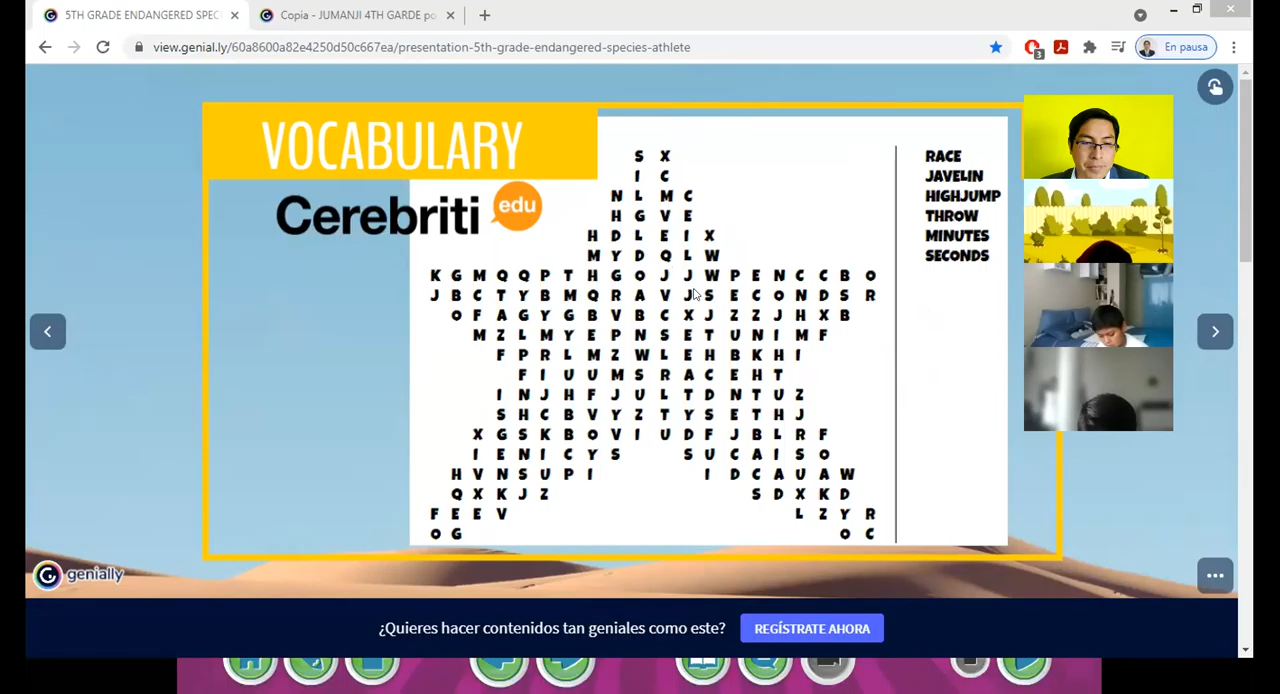 5TH GRADE ENDANGERED SPEC
Copia - JUMANJI 4TH GARDE po
view.genial.ly/60a8600a82e4250d50c667ea/presentation-5th-grade-endangered-species-athlete
3
En pausa
VOCABULARY
Cerebriti edu
S X
I C
N L M C
H G V E
H D L E I X
M Y D Q L W
K G M Q Q P T H G O J J W P E N C C B O
J B C T Y B M Q R A V J S E C O N D S R
O F A G Y G B V B C X J Z Z J H X B
M Z L M Y E P N S E T U N I M F
F P R L M Z W L E H B K H I
F I U U M S R A C E H T
I N J H F J U L T D N T U Z
S H C B V Y Z T Y S E T H J
X G S K B O V I U D F J B L R F
I E N I C Y S S U C A I S O
H V N S U P I I D C A U A W
Q X K J Z S D X K D
F E E V L Z Y R
O G O C
RACE
JAVELIN
HIGHJUMP
THROW
MINUTES
SECONDS
genially
¿Quieres hacer contenidos tan geniales como este?
REGÍSTRATE AHORA